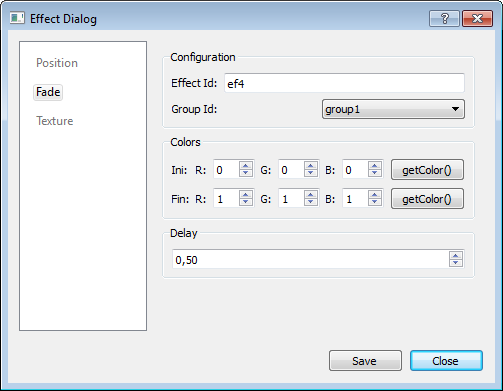 Effect Dialog
Position
Fade
Texture
Configuration
Effect Id: ef4
Group Id: group1
Colors
Ini: R: 0 G: 0 B: 0 getColor()
Fin: R: 1 G: 1 B: 1 getColor()
Delay
0,50
Save Close